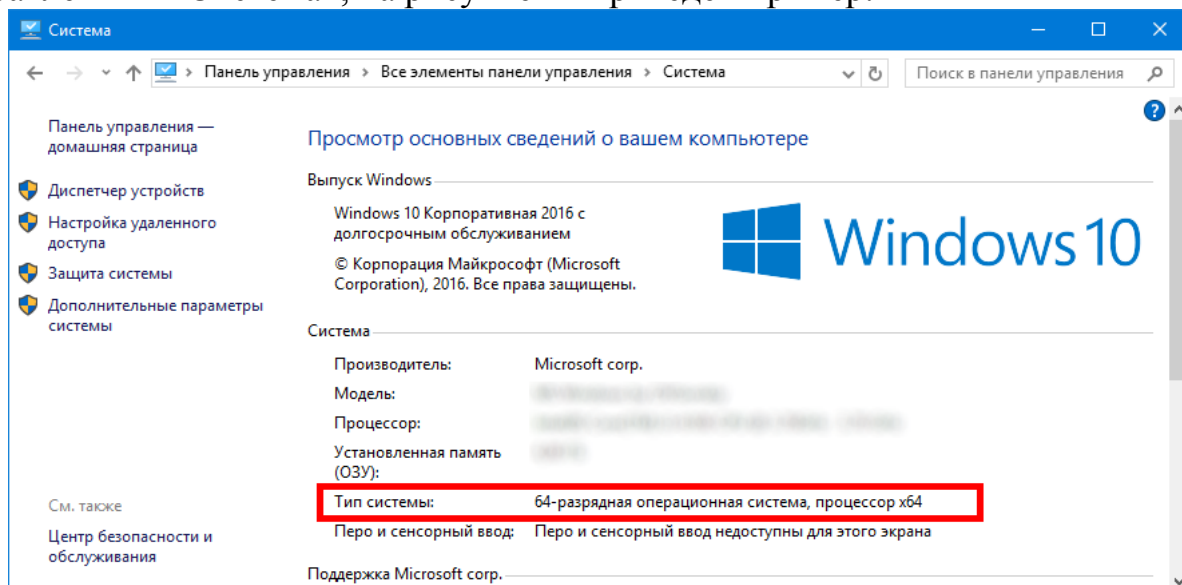 Система
Панель управления > Все элементы панели управления > Система
Поиск в панели управления
Панель управления —
домашняя страница
Диспетчер устройств
Настройка удаленного
доступа
Защита системы
Дополнительные параметры
системы
См. также
Центр безопасности и
обслуживания
Просмотр основных сведений о вашем компьютере
Выпуск Windows
Windows 10 Корпоративная 2016 с
долгосрочным обслуживанием
© Корпорация Майкрософт (Microsoft
Corporation), 2016. Все права защищены.
Windows 10
Система
Производитель: Microsoft corp.
Модель:
Процессор:
Установленная память
(ОЗУ):
Тип системы: 64-разрядная операционная система, процессор x64
Перо и сенсорный ввод: Перо и сенсорный ввод недоступны для этого экрана
Поддержка Microsoft corp.